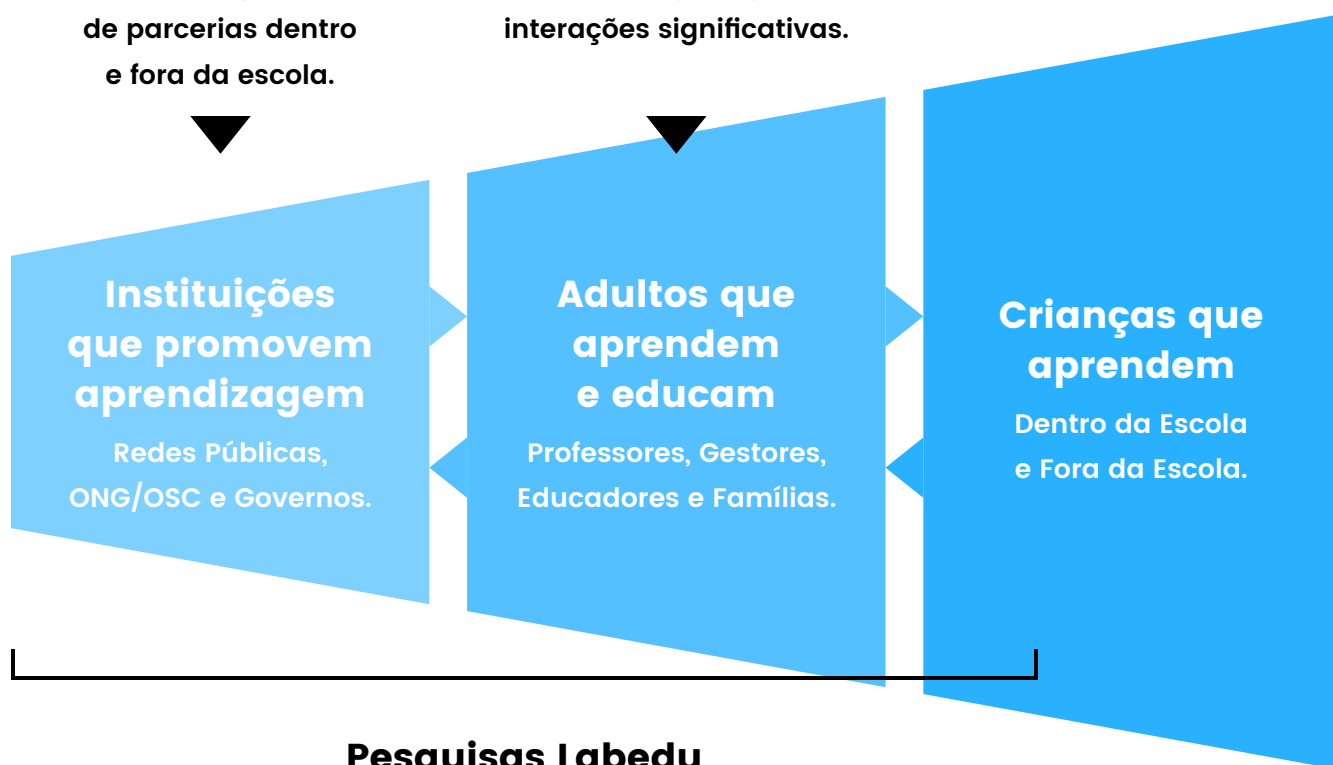 de parcerias dentro
e fora da escola.
interações significativas.
Instituições
que promovem
aprendizagem
Redes Públicas,
ONG/OSC e Governos.
Adultos que
aprendem
e educam
Professores, Gestores,
Educadores e Famílias.
Crianças que
aprendem
Dentro da Escola
e Fora da Escola.
Pesquisas Labedu